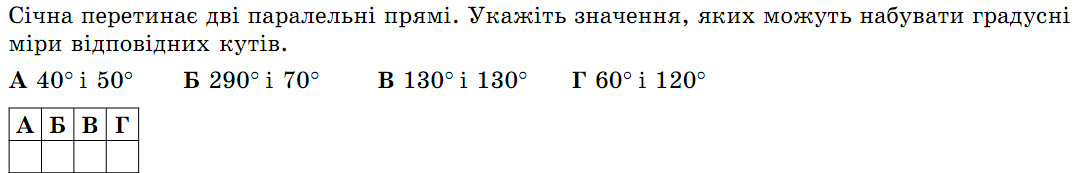 Січна перетинає дві паралельні прямі. Укажіть значення, яких можуть набувати градусні
міри відповідних кутів.
А 40° і 50° Б 290° і 70° В 130° і 130° Г 60° і 120°
А Б В Г